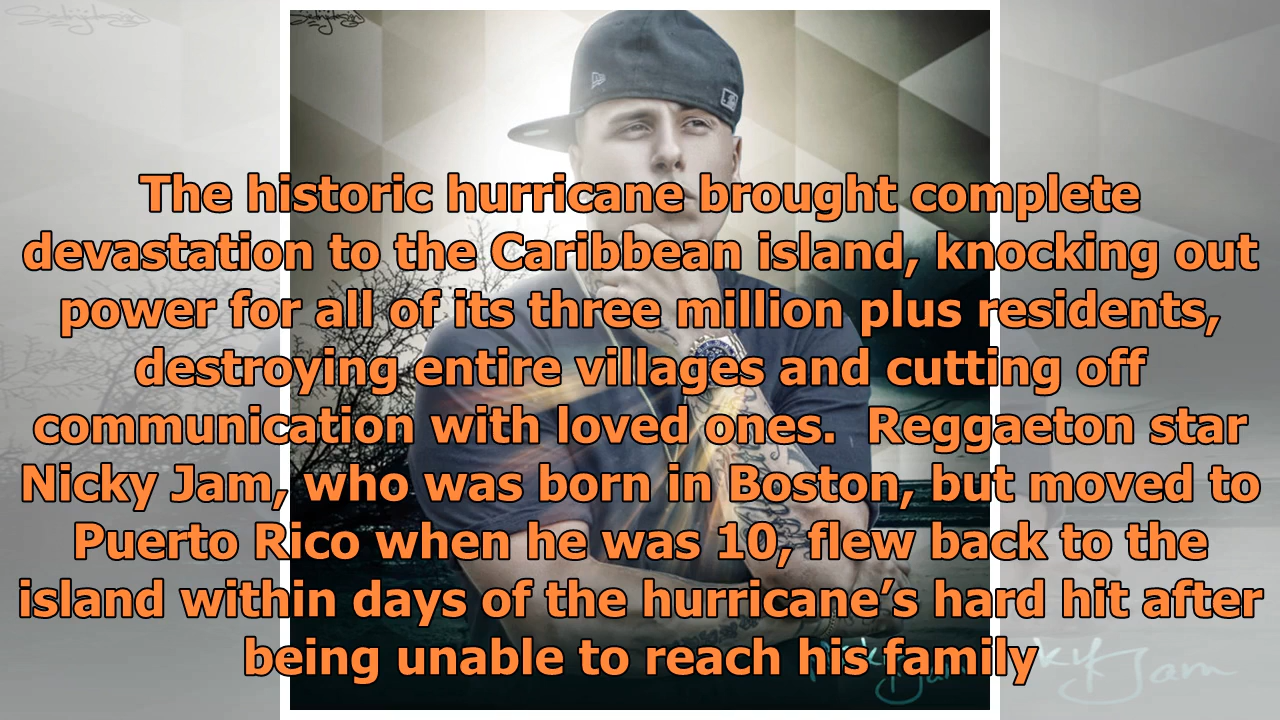 The historic hurricane brought complete
devastation to the Caribbean island, knocking out
power for all of its three million plus residents,
destroying entire villages and cutting off
communication with loved ones.  Reggaeton star
Nicky Jam, who was born in Boston, but moved to
Puerto Rico when he was 10, flew back to the
island within days of the hurricane’s hard hit after
being unable to reach his family